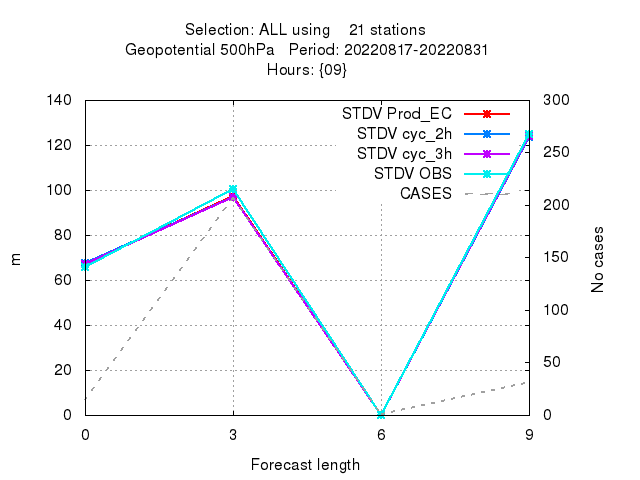 Selection: ALL using 21 stations
Geopotential 500hPa Period: 20220817-20220831
Hours: {09}
140
120
100
80
60
40
20
0
300
250
200
150
100
50
0
STDV Prod_EC
STDV cyc_2h
STDV cyc_3h
STDV OBS
CASES
m
No cases
0 3 6 9
Forecast length